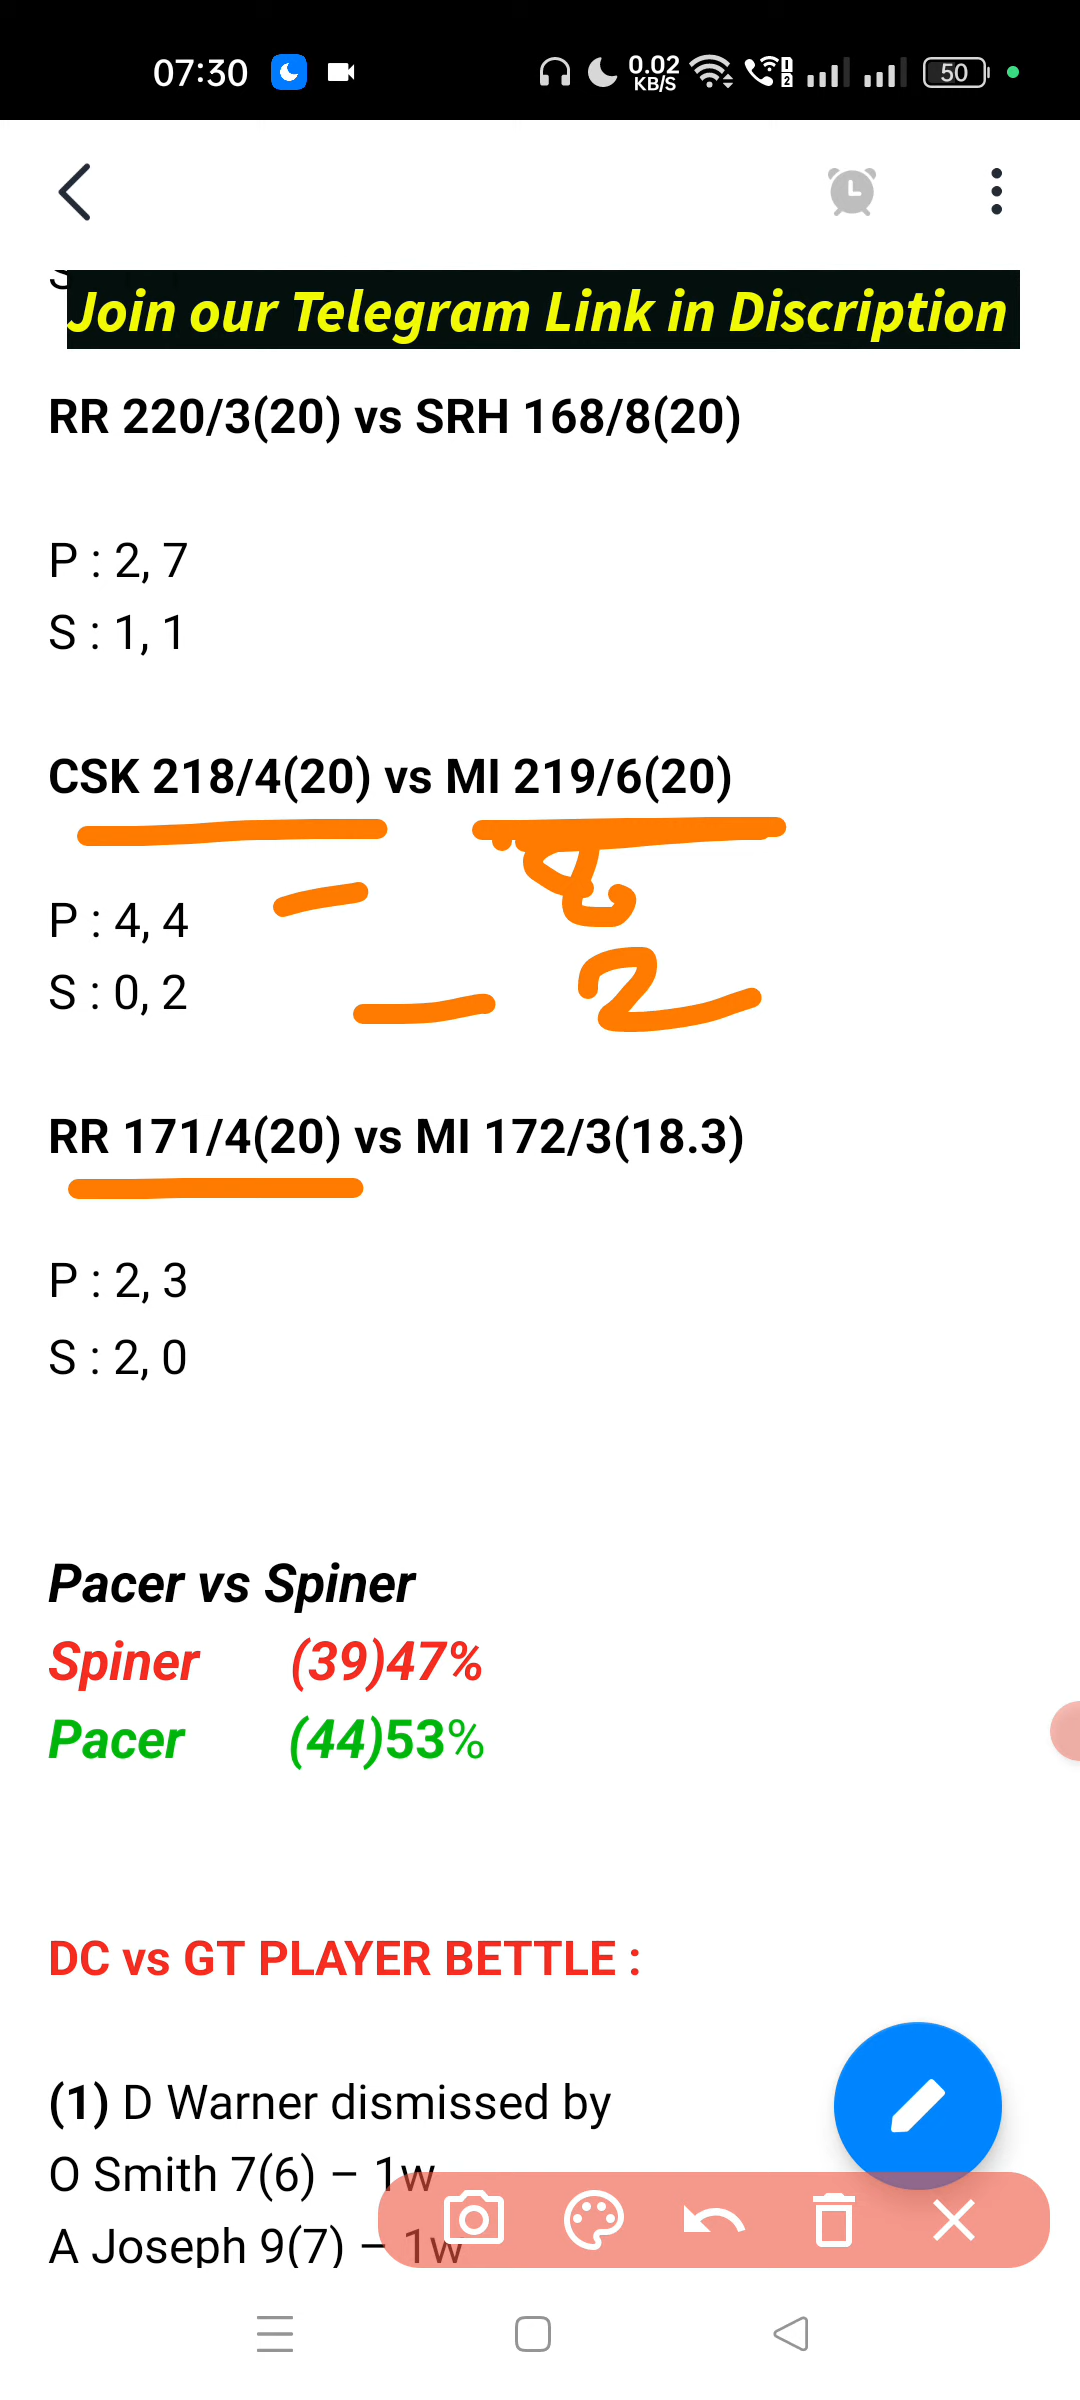 07:30
0.02 KB/S
50
Join our Telegram Link in Discription
RR 220/3(20) vs SRH 168/8(20)
P : 2, 7
S : 1, 1
CSK 218/4(20) vs MI 219/6(20)
P : 4, 4
S : 0, 2
2
RR 171/4(20) vs MI 172/3(18.3)
P : 2, 3
S : 2, 0
Pacer vs Spiner
Spiner (39)47%
Pacer (44)53%
DC vs GT PLAYER BETTLE :
(1) D Warner dismissed by
O Smith 7(6) – 1w
A Joseph 9(7) – 1w